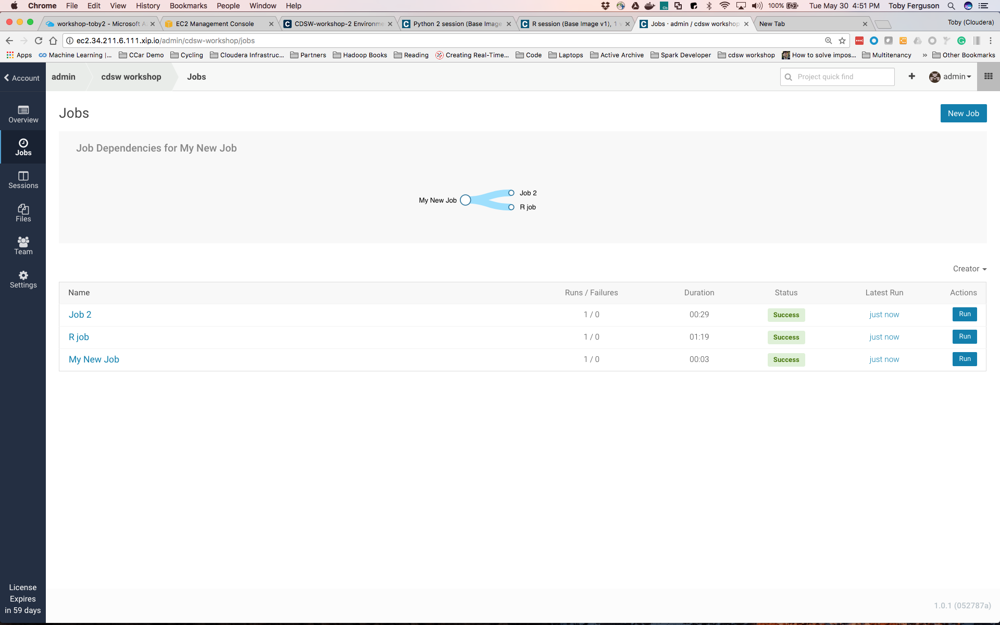 Chrome File Edit View History Bookmarks People Window Help 100% Tue May 30 4:51 PM Toby Ferguson
workshop-toby2 - Microsoft A EC2 Management Console CDSW-workshop-2 Environme Python 2 session (Base Image R session (Base Image v1), 1 Jobs · admin / cdsw workshop New Tab Toby (Cloudera)
ec2.34.211.6.111.xip.io/admin/cdsw-workshop/jobs
Apps Machine Learning |... CCar Demo Cycling Cloudera Infrastruc... Partners Hadoop Books Reading Creating Real-Time... Code Laptops Active Archive Spark Developer cdsw workshop How to solve impos... Multitenancy » Other Bookmarks
Account admin cdsw workshop Jobs Project quick find + admin
Overview
Jobs
Sessions
Files
Team
Settings
License
Expires
in 59 days
Jobs
New Job
Job Dependencies for My New Job
My New Job
Job 2
R job
Creator
Name Runs / Failures Duration Status Latest Run Actions
Job 2 1 / 0 00:29 Success just now Run
R job 1 / 0 01:19 Success just now Run
My New Job 1 / 0 00:03 Success just now Run
1.0.1 (052787a)